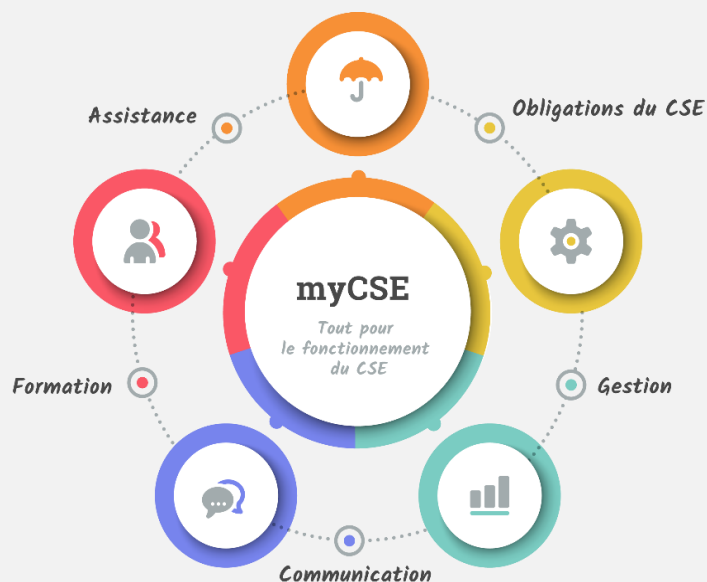 Assistance
Obligations du CSE
myCSE
Tout pour
le fonctionnement
du CSE
Formation
Gestion
Communication